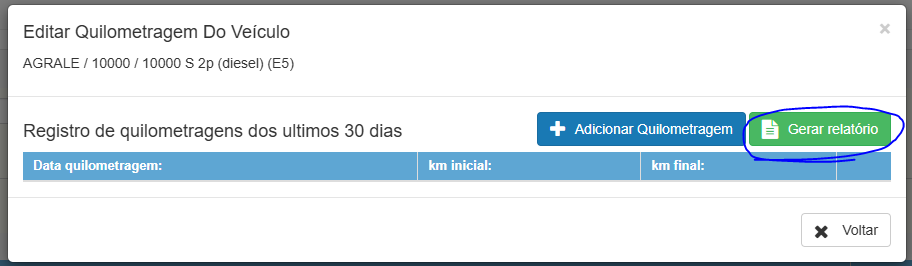 Editar Quilometragem Do Veículo
×
AGRALE / 10000 / 10000 S 2p (diesel) (E5)
Registro de quilometragens dos ultimos 30 dias
Adicionar Quilometragem
Gerar relatório
Data quilometragem: km inicial: km final:
Voltar